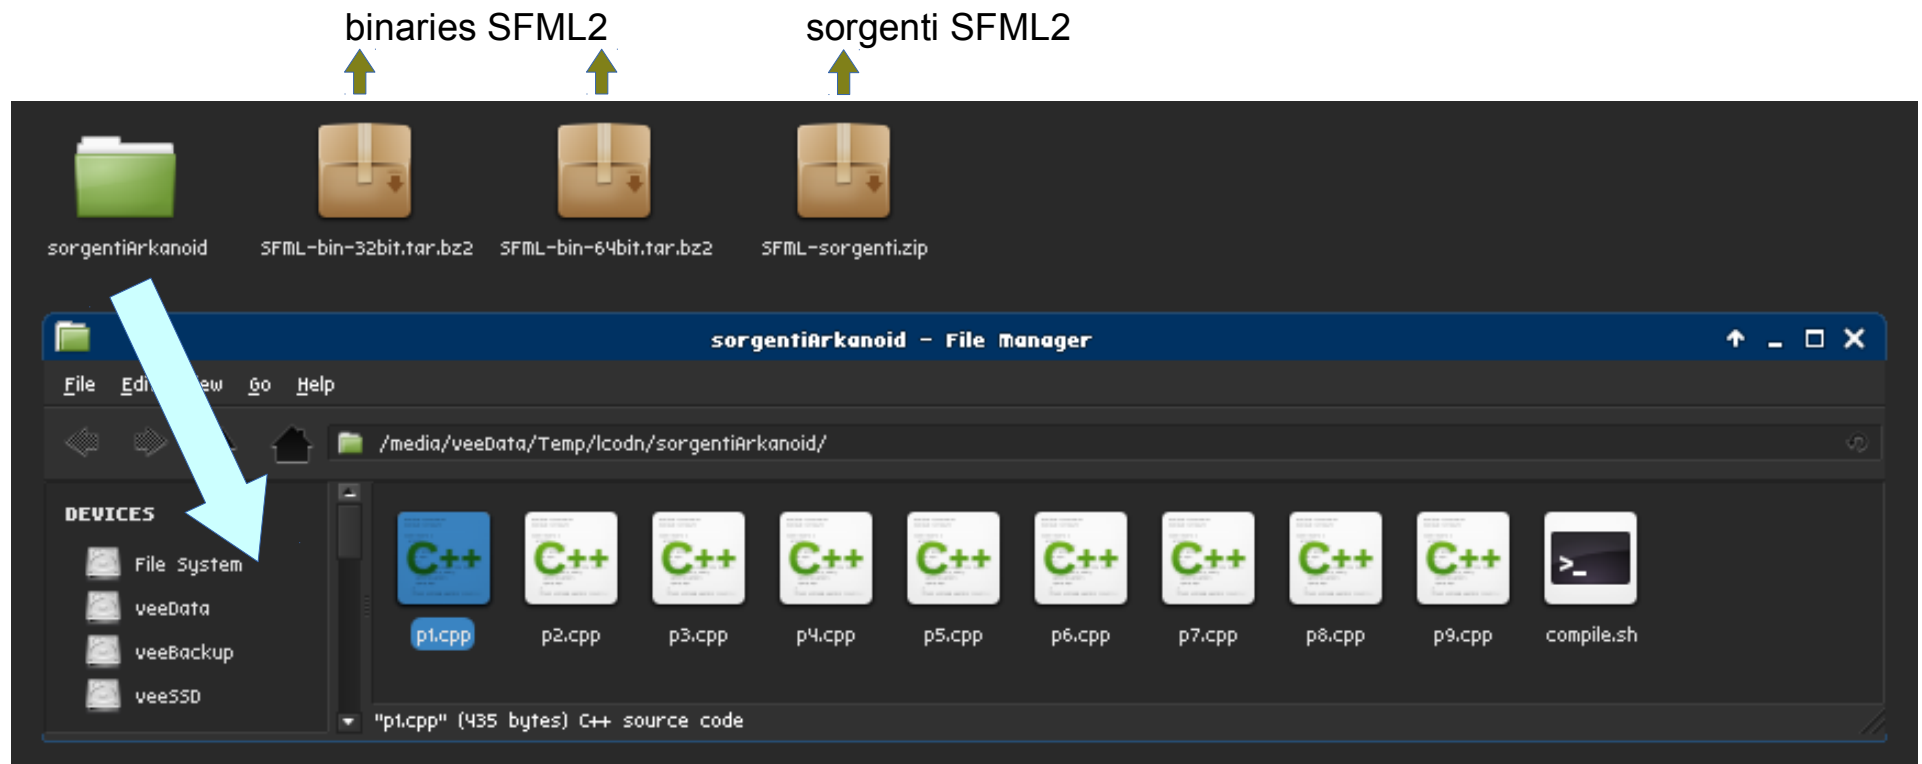 binaries SFML2 sorgenti SFML2
sorgentiArkanoid SFML-bin-32bit.tar.bz2 SFML-bin-64bit.tar.bz2 SFML-sorgenti.zip
sorgentiArkanoid - File Manager
File Edi ew Go Help
/media/veeData/Temp/lcodn/sorgentiArkanoid/
DEVICES
File System
veeData
veeBackup
veeSSD
C++ C++ C++ C++ C++ C++ C++ C++ C++ >_
p1.cpp p2.cpp p3.cpp p4.cpp p5.cpp p6.cpp p7.cpp p8.cpp p9.cpp compile.sh
"p1.cpp" (435 bytes) C++ source code